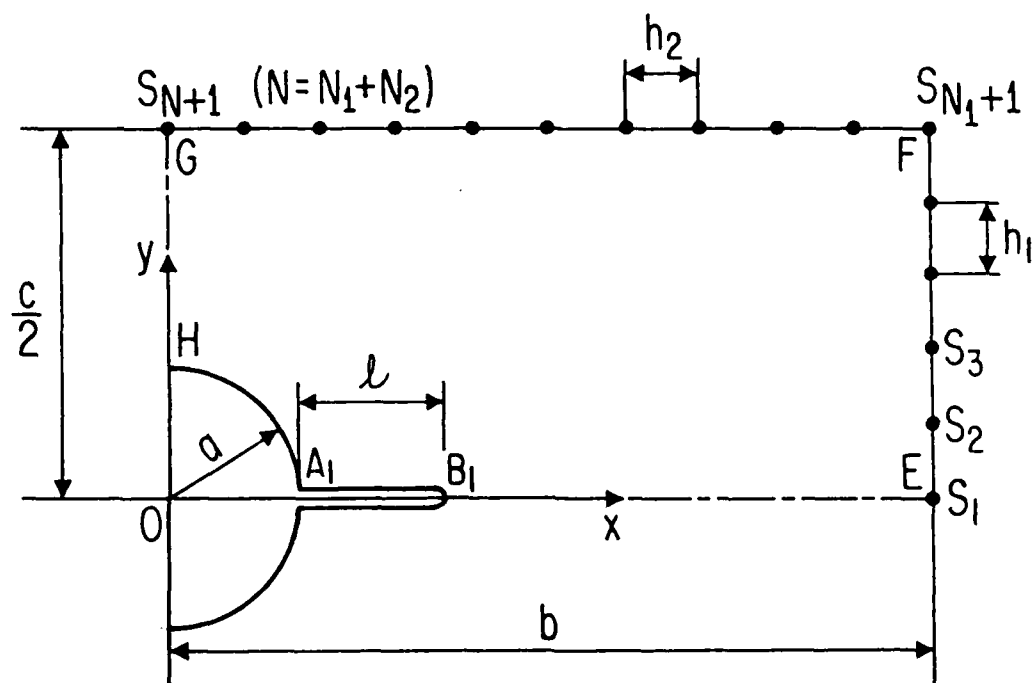 S_{N+1} (N=N_1+N_2) h_2 S_{N_1+1}
G F
h_1
y
c/2
H l S_3
a A_1 B_1 S_2
O x E S_1
b